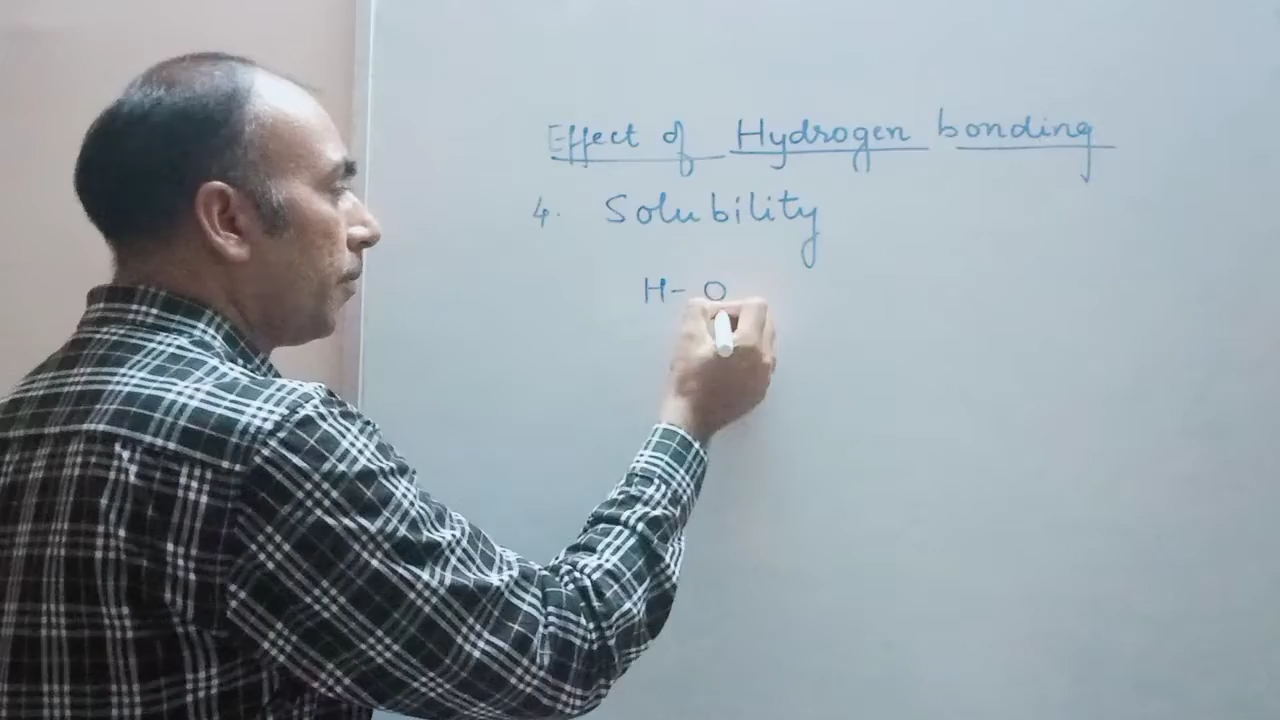 Effect of Hydrogen bonding
4. Solubility
H- O